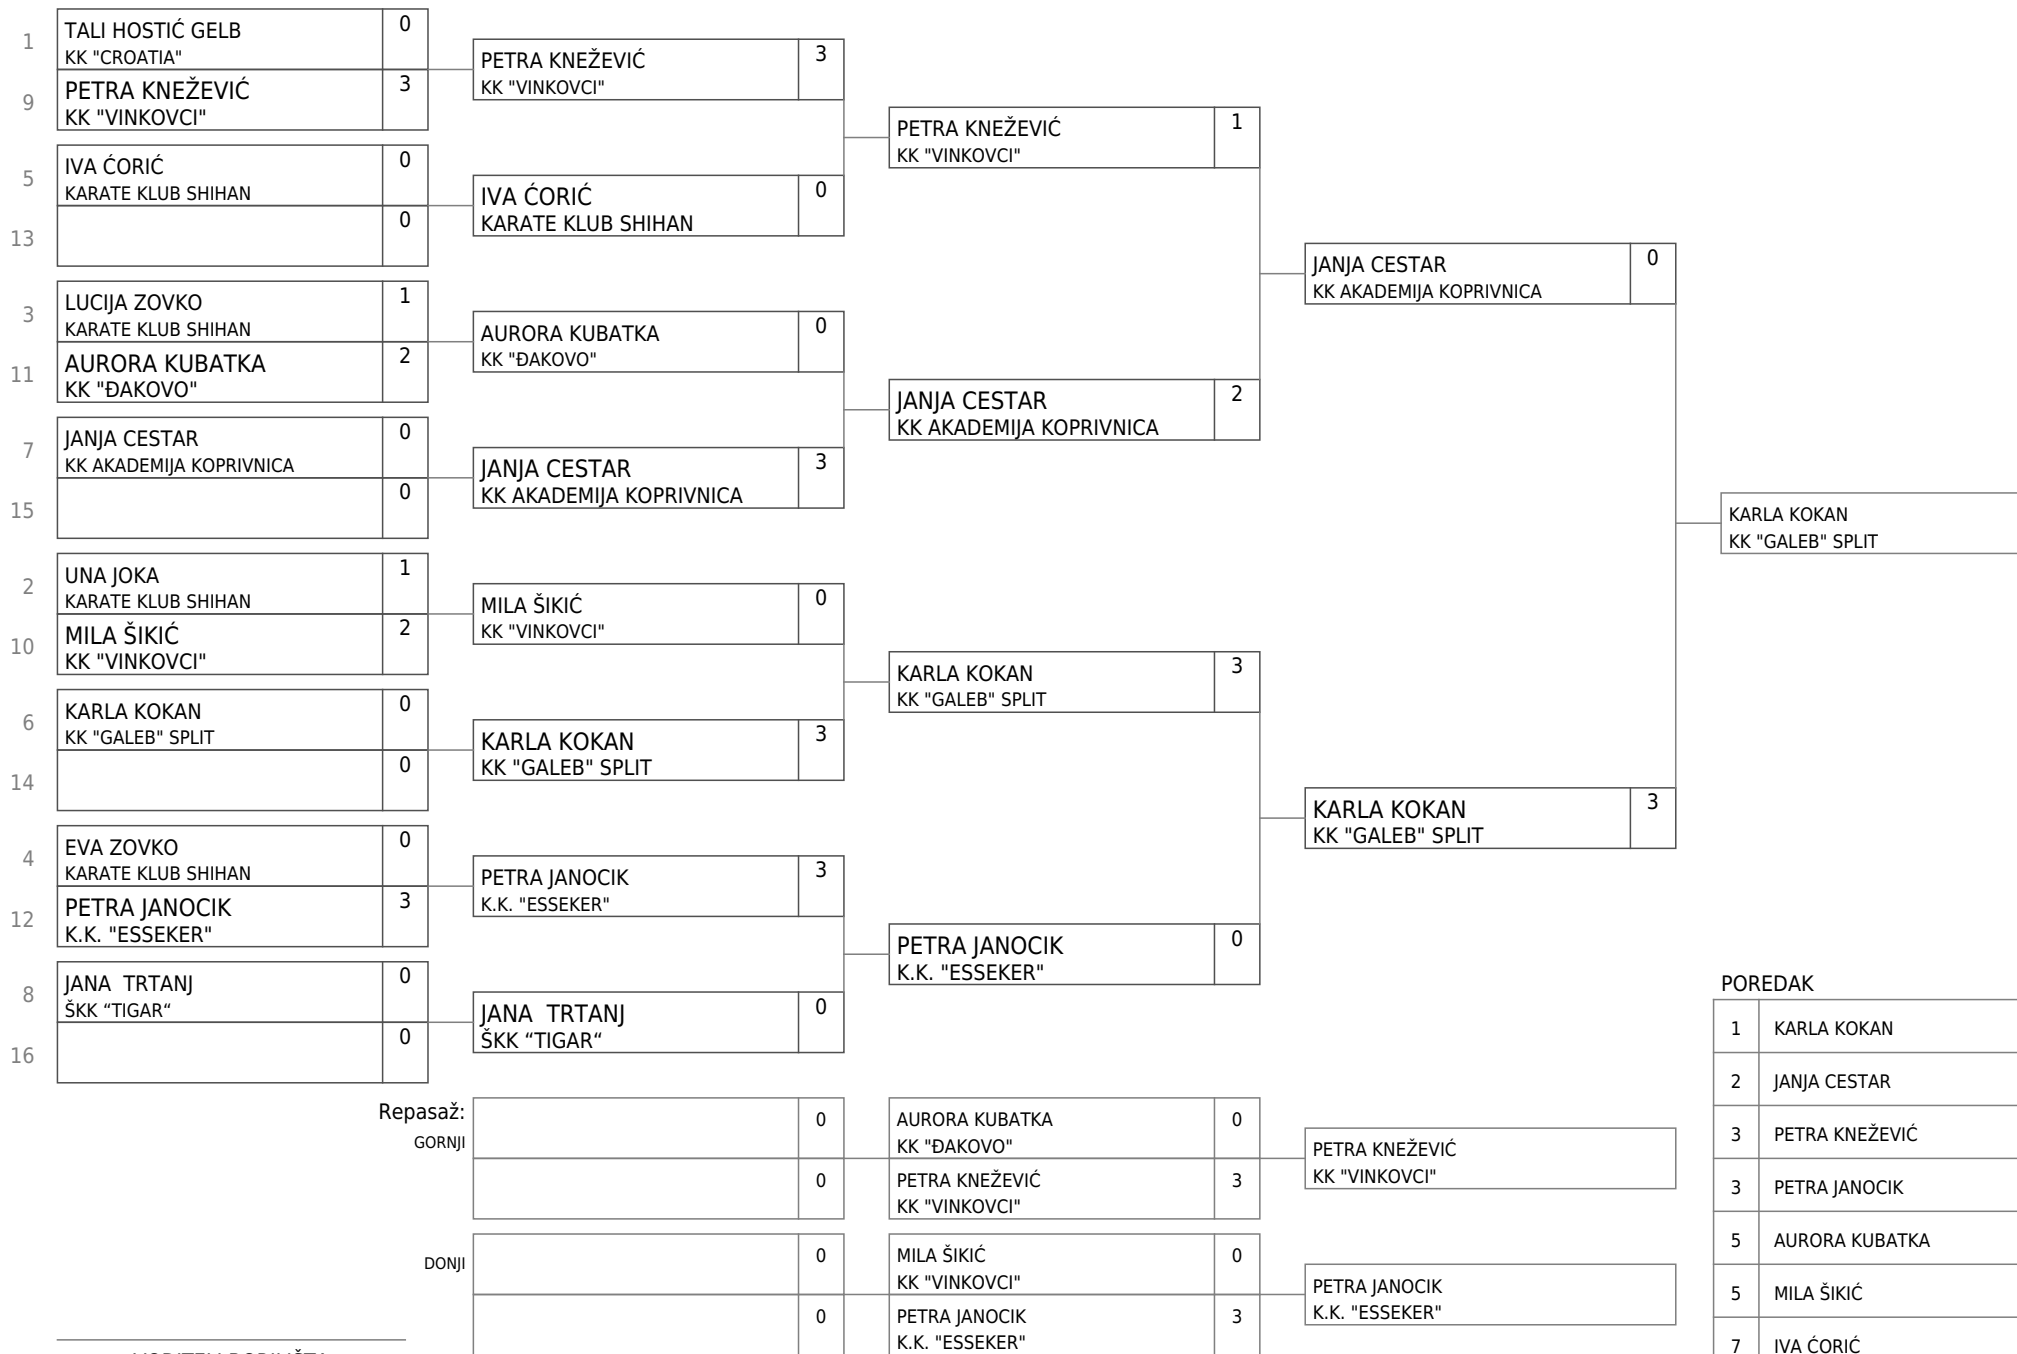 1
TALI HOSTIĆ GELB
0
KK "CROATIA"
9
PETRA KNEŽEVIĆ
3
KK "VINKOVCI"
5
IVA ĆORIĆ
0
KARATE KLUB SHIHAN
13
0
3
LUCIJA ZOVKO
1
KARATE KLUB SHIHAN
11
AURORA KUBATKA
2
KK "ĐAKOVO"
7
JANJA CESTAR
0
KK AKADEMIJA KOPRIVNICA
15
0
2
UNA JOKA
1
KARATE KLUB SHIHAN
10
MILA ŠIKIĆ
2
KK "VINKOVCI"
6
KARLA KOKAN
0
KK "GALEB" SPLIT
14
0
4
EVA ZOVKO
0
KARATE KLUB SHIHAN
12
PETRA JANOCIK
3
K.K. "ESSEKER"
8
JANA  TRTANJ
0
ŠKK “TIGAR“
16
0
PETRA KNEŽEVIĆ
3
KK "VINKOVCI"
IVA ĆORIĆ
0
KARATE KLUB SHIHAN
AURORA KUBATKA
0
KK "ĐAKOVO"
JANJA CESTAR
3
KK AKADEMIJA KOPRIVNICA
MILA ŠIKIĆ
0
KK "VINKOVCI"
KARLA KOKAN
3
KK "GALEB" SPLIT
PETRA JANOCIK
3
K.K. "ESSEKER"
JANA  TRTANJ
0
ŠKK “TIGAR“
PETRA KNEŽEVIĆ
1
KK "VINKOVCI"
JANJA CESTAR
2
KK AKADEMIJA KOPRIVNICA
KARLA KOKAN
3
KK "GALEB" SPLIT
PETRA JANOCIK
0
K.K. "ESSEKER"
JANJA CESTAR
0
KK AKADEMIJA KOPRIVNICA
KARLA KOKAN
3
KK "GALEB" SPLIT
KARLA KOKAN
KK "GALEB" SPLIT
Repasaž:
GORNJI
0
0
AURORA KUBATKA
0
KK "ĐAKOVO"
PETRA KNEŽEVIĆ
3
KK "VINKOVCI"
PETRA KNEŽEVIĆ
KK "VINKOVCI"
DONJI
0
0
MILA ŠIKIĆ
0
KK "VINKOVCI"
PETRA JANOCIK
3
K.K. "ESSEKER"
PETRA JANOCIK
K.K. "ESSEKER"
POREDAK
1 KARLA KOKAN
2 JANJA CESTAR
3 PETRA KNEŽEVIĆ
3 PETRA JANOCIK
5 AURORA KUBATKA
5 MILA ŠIKIĆ
7 IVA ĆORIĆ